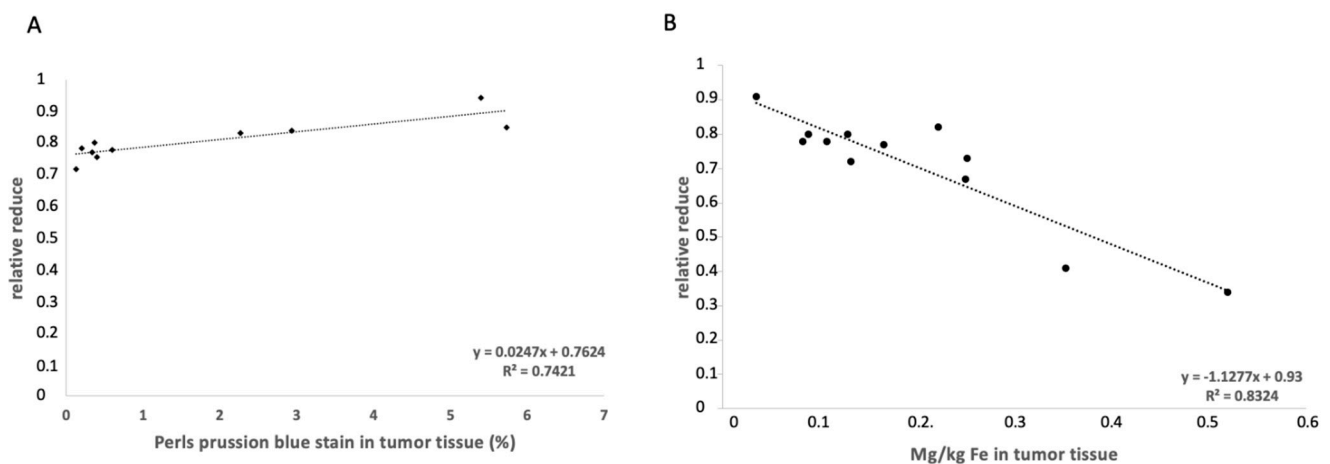 A
relative reduce
1
0.9
0.8
0.7
0.6
0.5
0.4
0.3
0.2
0.1
0
0 1 2 3 4 5 6 7
y = 0.0247x + 0.7624
R² = 0.7421
Perls prussion blue stain in tumor tissue (%)
B
relative reduce
1
0.9
0.8
0.7
0.6
0.5
0.4
0.3
0.2
0.1
0
0 0.1 0.2. 0.3 0.4 0.5 0.6
y = -1.1277x + 0.93
R² = 0.8324
Mg/kg Fe in tumor tissue